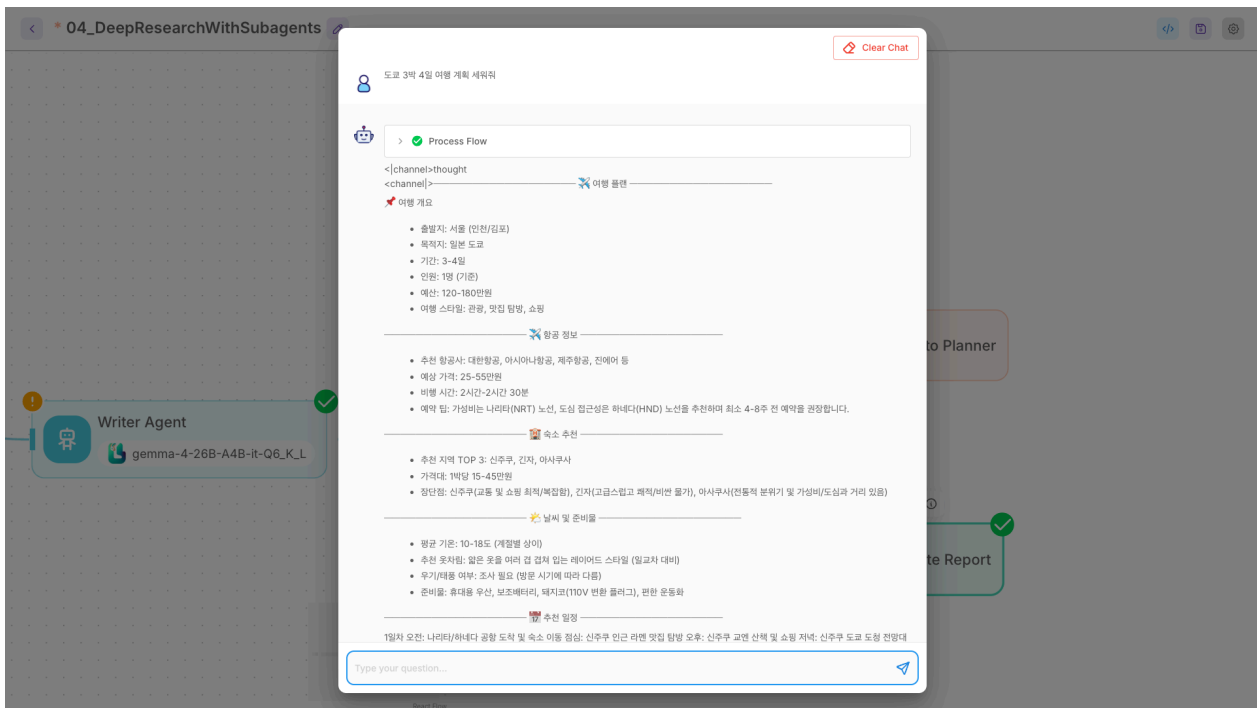 * 04_DeepResearchWithSubagents
Clear Chat
도쿄 3박 4일 여행 계획 세워줘
Process Flow
<|channel>thought
<channel|>──────────── ✈️ 여행 플랜 ────────────
📌 여행 개요
• 출발지: 서울 (인천/김포)
• 목적지: 일본 도쿄
• 기간: 3-4일
• 인원: 1명 (기준)
• 예산: 120-180만원
• 여행 스타일: 관광, 맛집 탐방, 쇼핑
──────────── ✈️ 항공 정보 ────────────
• 추천 항공사: 대한항공, 아시아나항공, 제주항공, 진에어 등
• 예상 가격: 25-55만원
• 비행 시간: 2시간-2시간 30분
• 예약 팁: 가성비는 나리타(NRT) 노선, 도심 접근성은 하네다(HND) 노선을 추천하며 최소 4-8주 전 예약을 권장합니다.
──────────── 🏨 숙소 추천 ────────────
• 추천 지역 TOP 3: 신주쿠, 긴자, 아사쿠사
• 가격대: 1박당 15-45만원
• 장단점: 신주쿠(교통 및 쇼핑 최적/복잡함), 긴자(고급스럽고 쾌적/비싼 물가), 아사쿠사(전통적 분위기 및 가성비/도심과 거리 있음)
──────────── 🌤️ 날씨 및 준비물 ────────────
• 평균 기온: 10-18도 (계절별 상이)
• 추천 옷차림: 얇은 옷을 여러 겹 겹쳐 입는 레이어드 스타일 (일교차 대비)
• 우기/태풍 여부: 조사 필요 (방문 시기에 따라 다름)
• 준비물: 휴대용 우산, 보조배터리, 돼지코(110V 변환 플러그), 편한 운동화
──────────── 📅 추천 일정 ────────────
1일차 오전: 나리타/하네다 공항 도착 및 숙소 이동 점심: 신주쿠 인근 라멘 맛집 탐방 오후: 신주쿠 교엔 산책 및 쇼핑 저녁: 신주쿠 도쿄 도청 전망대
Type your question...
Writer Agent
gemma-4-26B-A4B-it-Q6_K_L
to Planner
te Report
React Flow